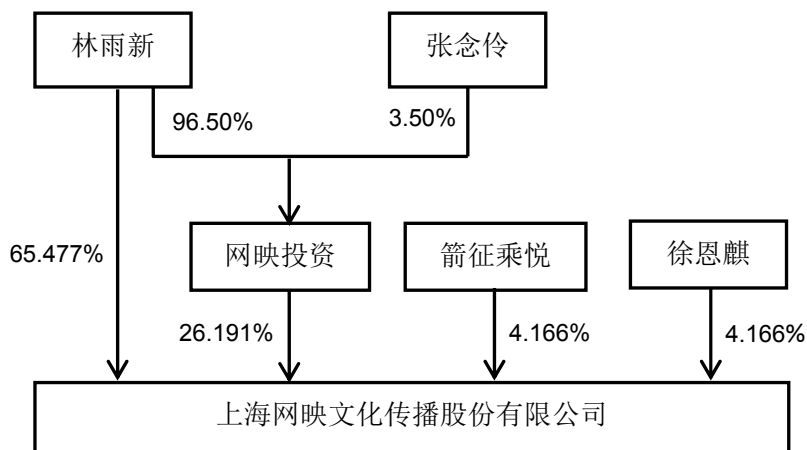 林雨新
张念伶
96.50%
3.50%
65.477%
网映投资
箭征乘悦
徐恩麒
26.191%
4.166%
4.166%
上海网映文化传播股份有限公司